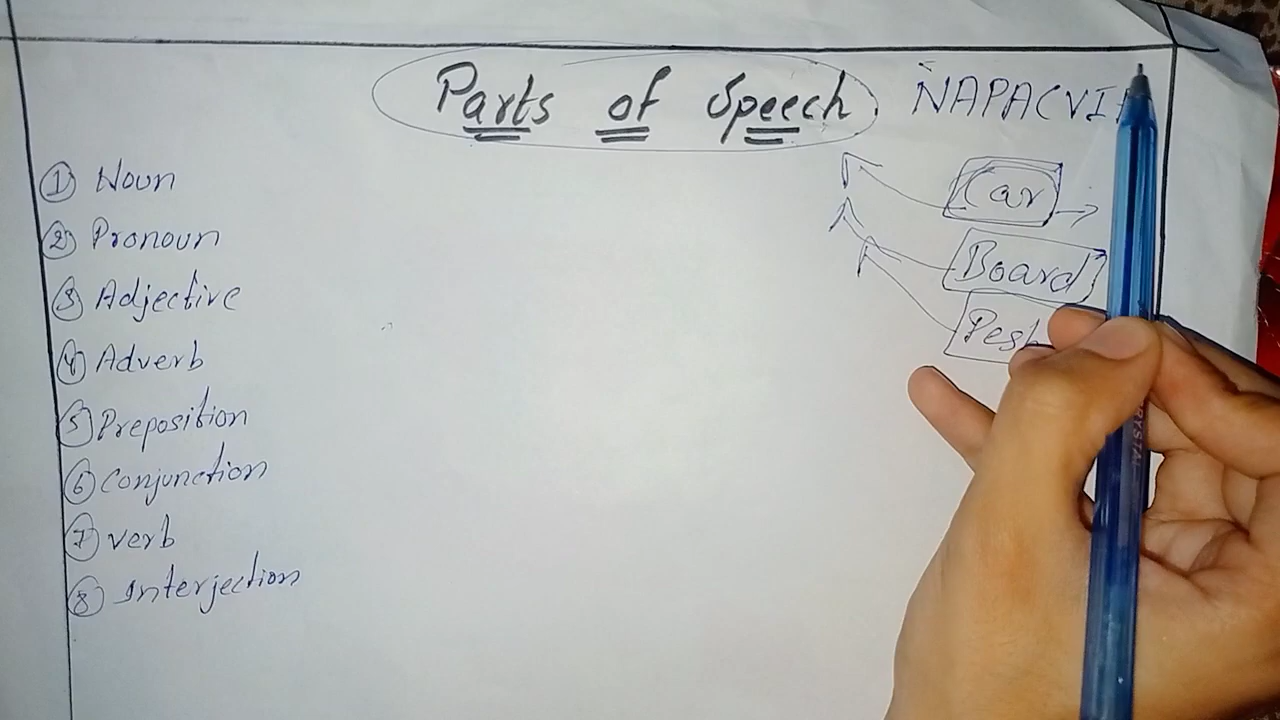 Parts of Speech.
Car
Board
① Noun
② Pronoun
③ Adjective
④ Adverb
⑤ Preposition
⑥ Conjunction
⑦ verb
⑧ Interjection